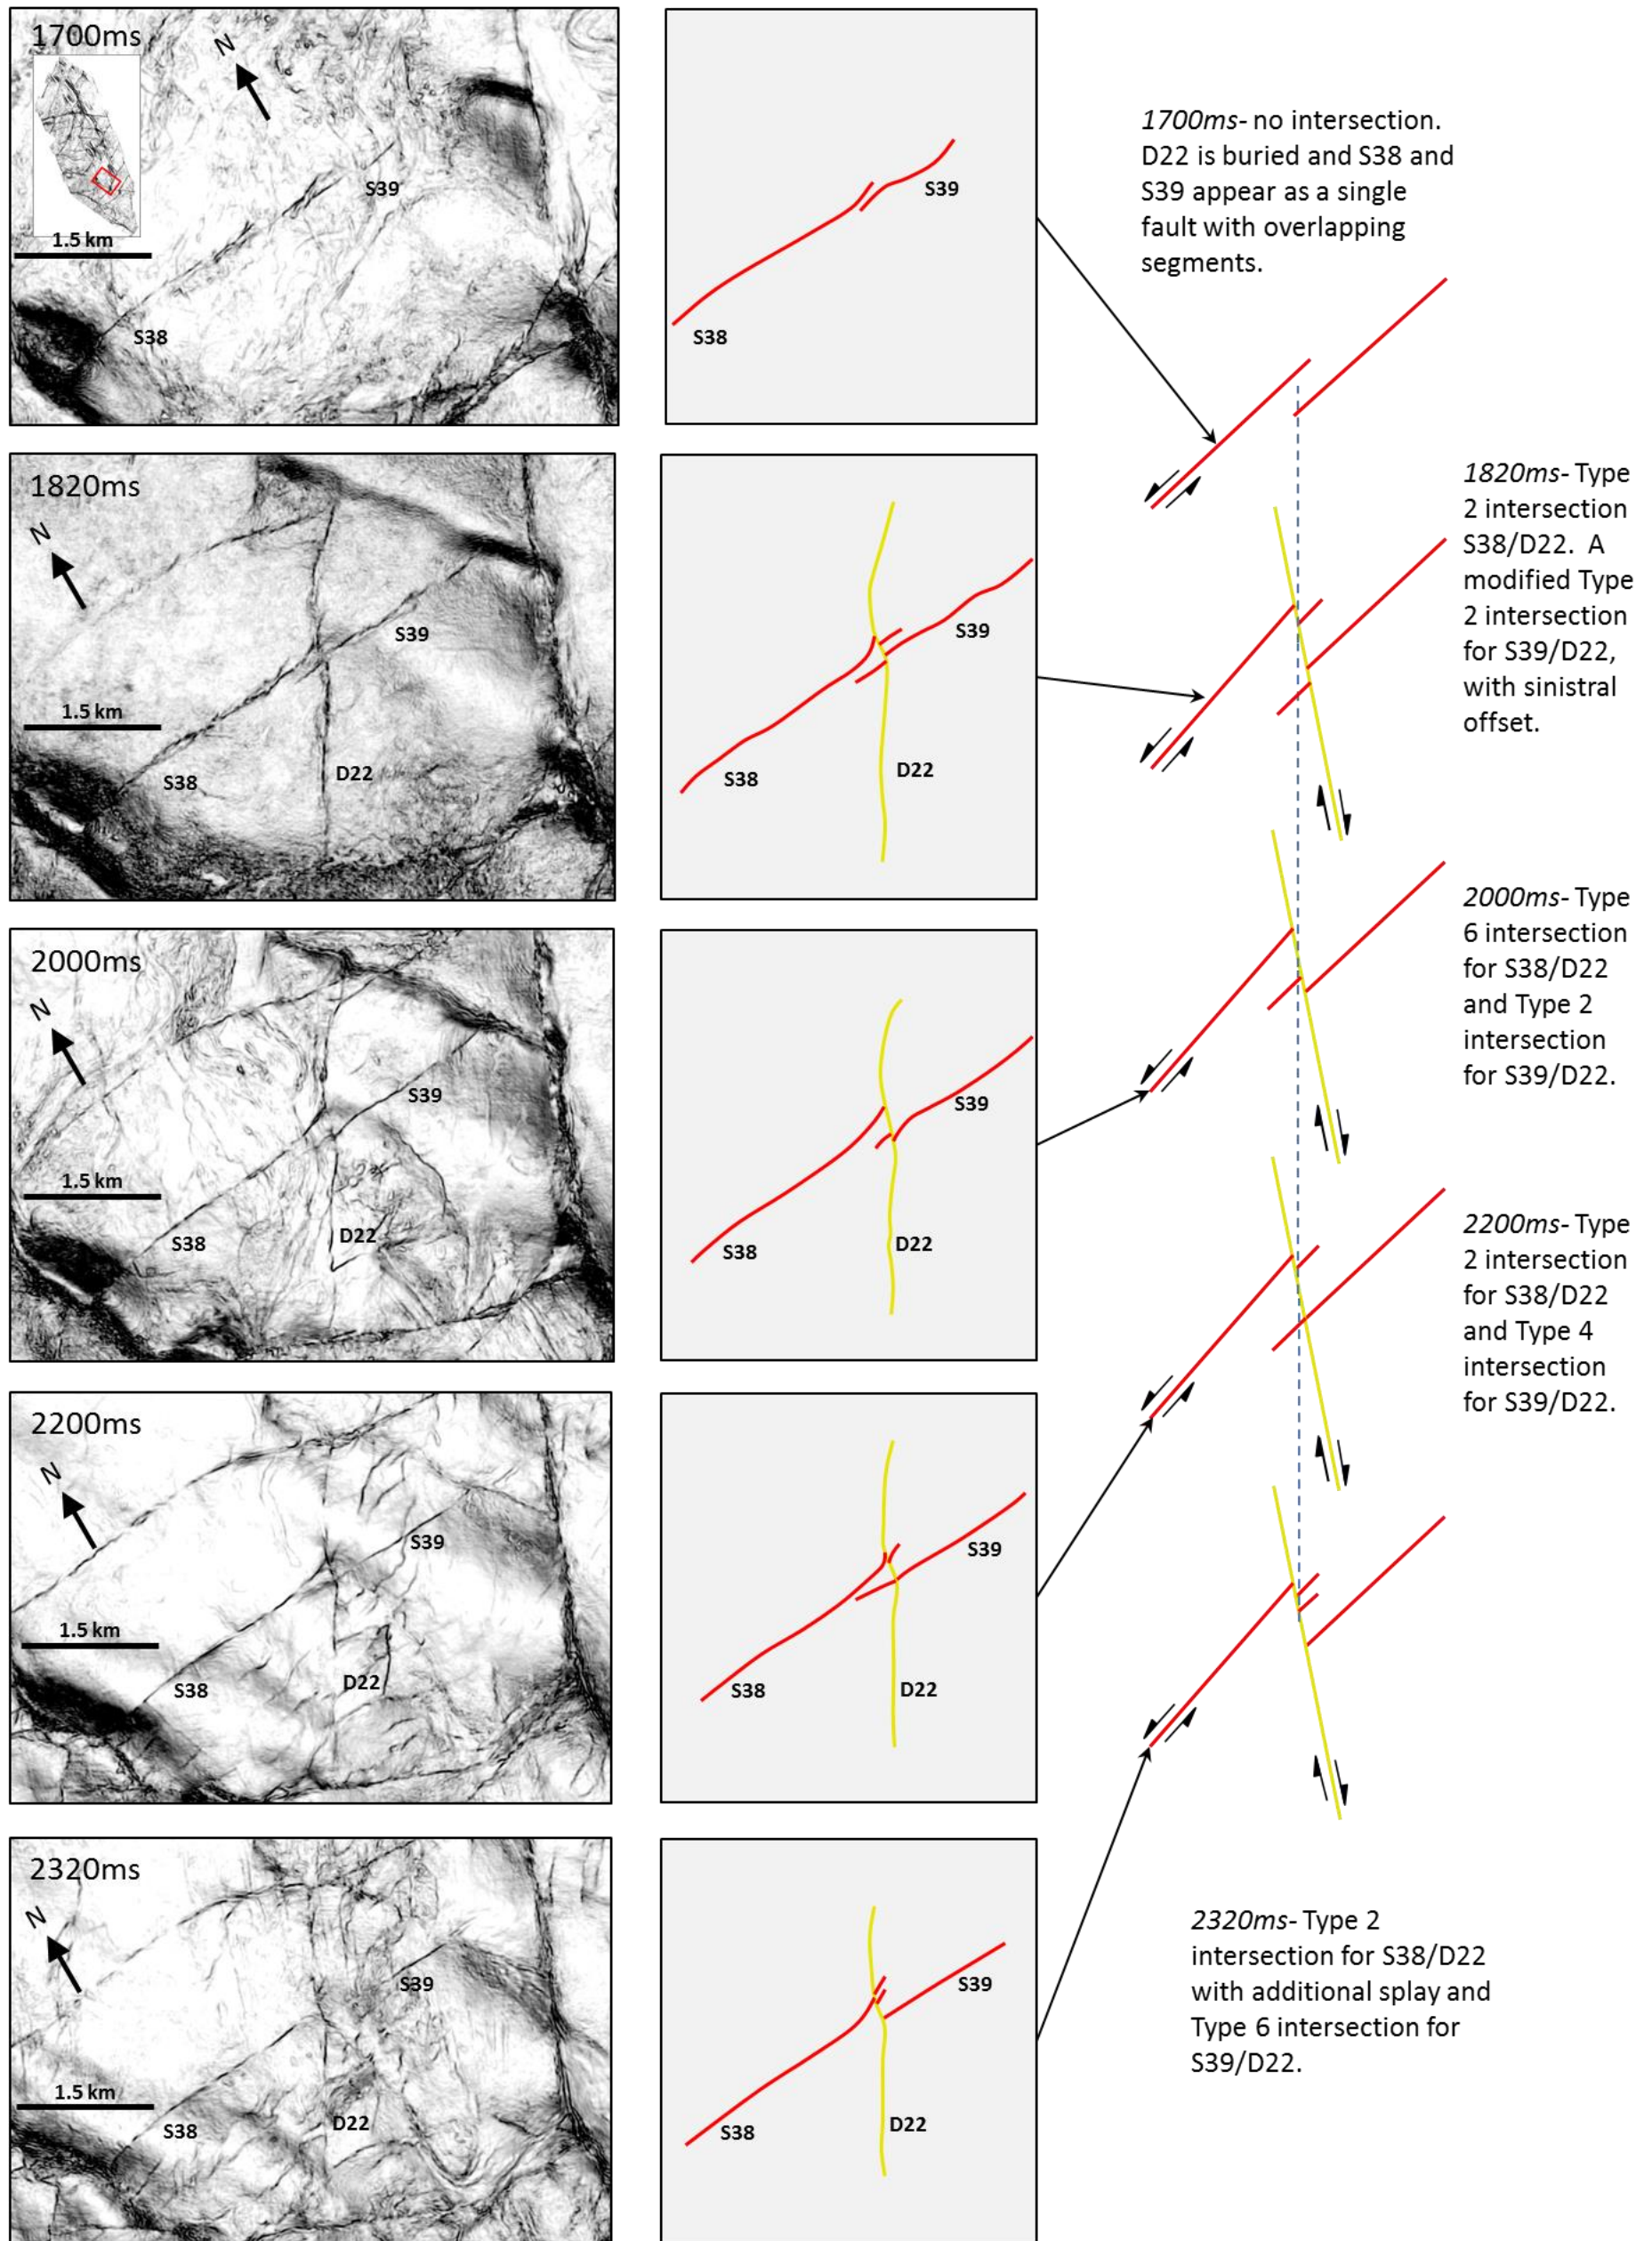 1700ms
N
S39
1.5 km
S38
S39
S38
1700ms- no intersection.
D22 is buried and S38 and
S39 appear as a single
fault with overlapping
segments.
1820ms
N
S39
1.5 km
S38
D22
S39
S38
D22
1820ms- Type
2 intersection
S38/D22. A
modified Type
2 intersection
for S39/D22,
with sinistral
offset.
2000ms
N
S39
1.5 km
S38
D22
S39
S38
D22
2000ms- Type
6 intersection
for S38/D22
and Type 2
intersection
for S39/D22.
2200ms
N
S39
1.5 km
S38
D22
S39
S38
D22
2200ms- Type
2 intersection
for S38/D22
and Type 4
intersection
for S39/D22.
2320ms
N
S39
1.5 km
S38
D22
S39
S38
D22
2320ms- Type 2
intersection for S38/D22
with additional splay and
Type 6 intersection for
S39/D22.